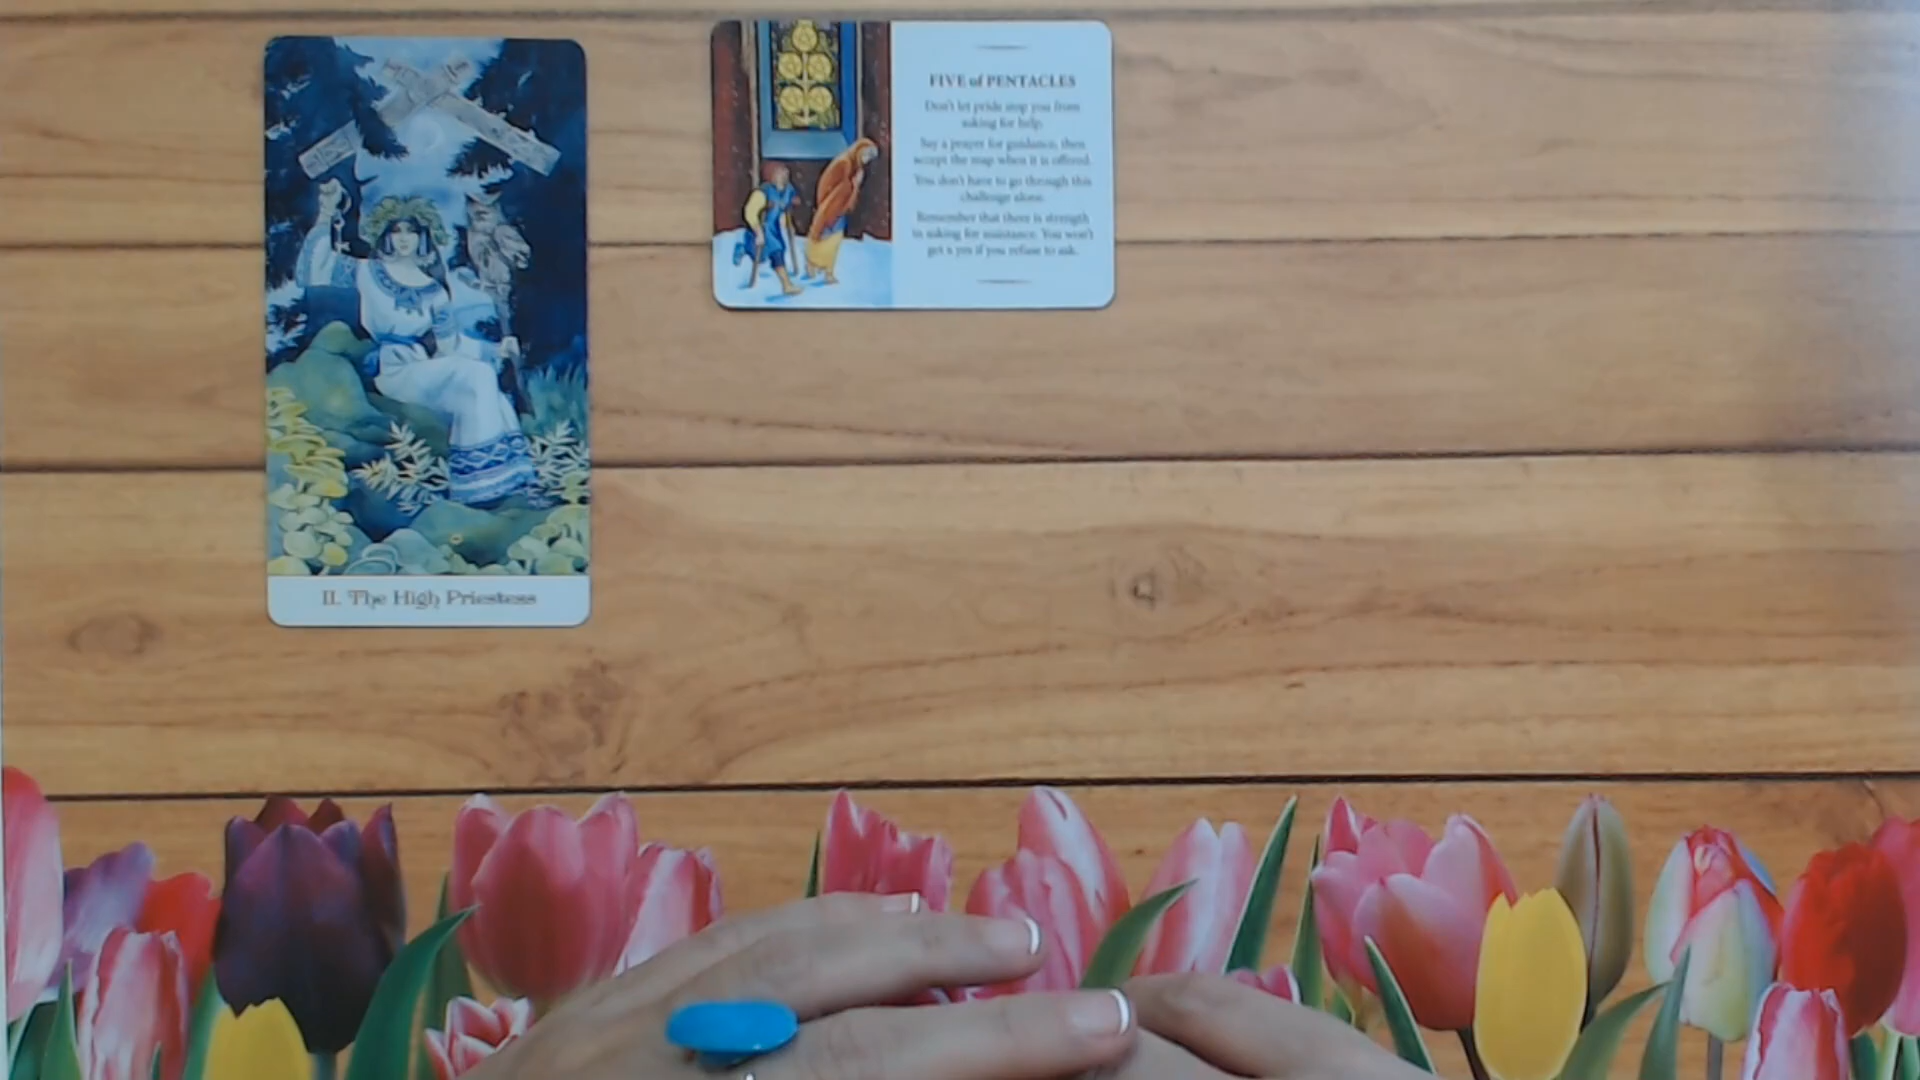 II. The High Priestess
FIVE of PENTACLES
Don't let pride stop you from
asking for help.
Say a prayer for guidance, then
accept the map when it is offered.
You don't have to go through this
challenge alone.
Remember that there is strength
in asking for assistance. You won't
get a yes if you refuse to ask.